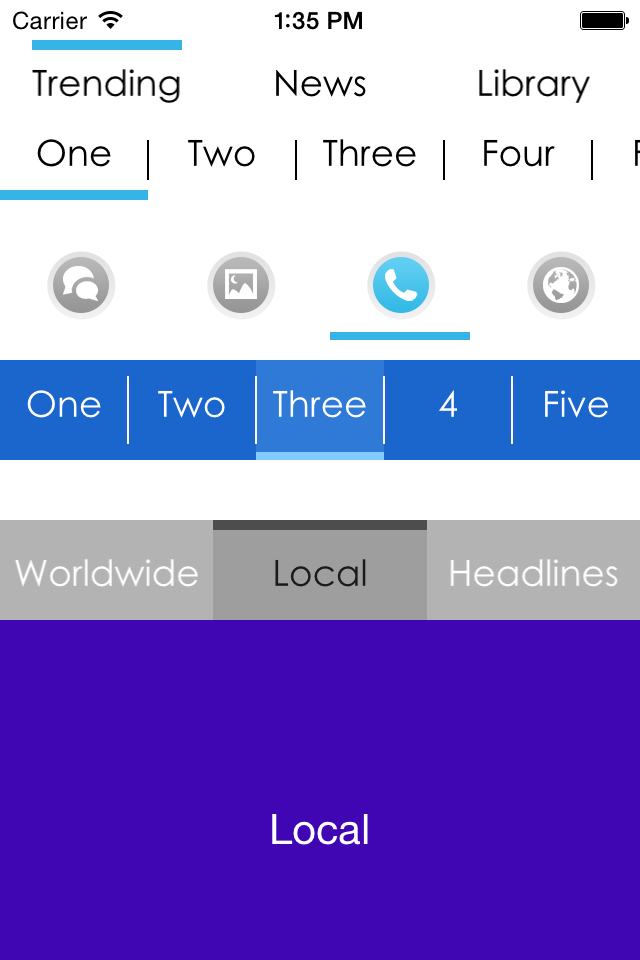 Carrier 1:35 PM
Trending News Library
One Two Three Four
One Two Three 4 Five
Worldwide Local Headlines
Local